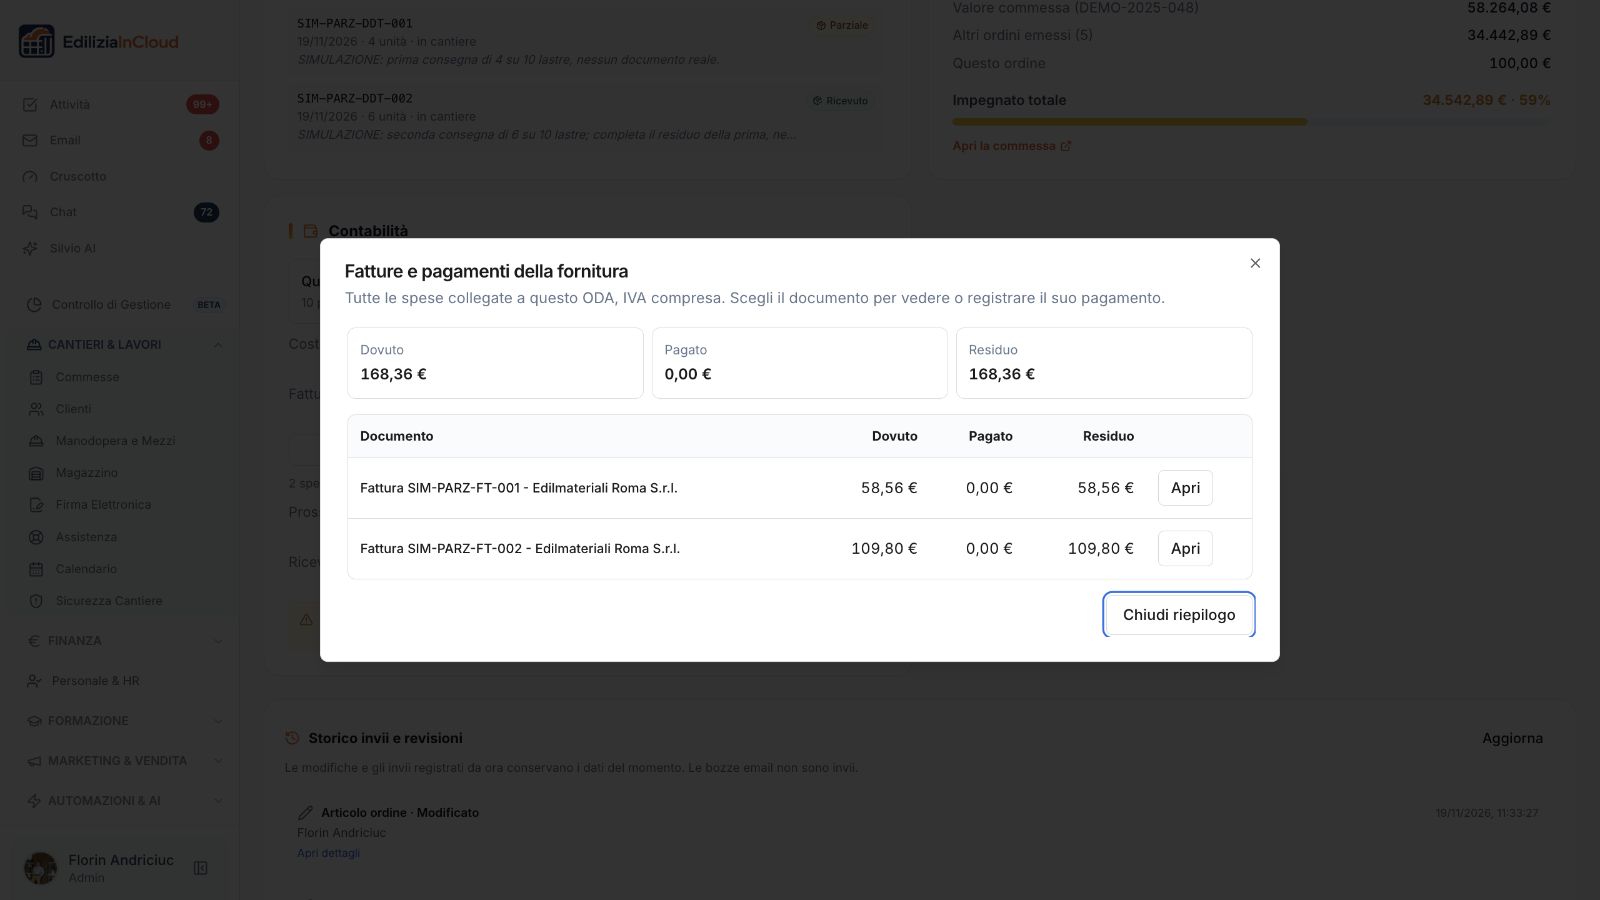 EdiliziaInCloud
Attività 99+
Email 8
Cruscotto
Chat 72
Silvio AI
Controllo di Gestione BETA
CANTIERI & LAVORI
Commesse
Clienti
Manodopera e Mezzi
Magazzino
Firma Elettronica
Assistenza
Calendario
Sicurezza Cantiere
FINANZA
Personale & HR
FORMAZIONE
MARKETING & VENDITA
AUTOMAZIONI & AI
Florin Andriciuc
Admin
SIM-PARZ-DDT-001 Parziale
19/11/2026 · 4 unità · in cantiere
SIMULAZIONE: prima consegna di 4 su 10 lastre, nessun documento reale.
SIM-PARZ-DDT-002 Ricevuto
19/11/2026 · 6 unità · in cantiere
SIMULAZIONE: seconda consegna di 6 su 10 lastre; completa il residuo della prima, ne...
Valore commessa (DEMO-2025-048) 58.264,08 €
Altri ordini emessi (5) 34.442,89 €
Questo ordine 100,00 €
Impegnato totale 34.542,89 € · 59%
Apri la commessa
Contabilità
Fatture e pagamenti della fornitura
Tutte le spese collegate a questo ODA, IVA compresa. Scegli il documento per vedere o registrare il suo pagamento.
Dovuto
168,36 €
Pagato
0,00 €
Residuo
168,36 €
Documento Dovuto Pagato Residuo
Fattura SIM-PARZ-FT-001 - Edilmateriali Roma S.r.l. 58,56 € 0,00 € 58,56 € Apri
Fattura SIM-PARZ-FT-002 - Edilmateriali Roma S.r.l. 109,80 € 0,00 € 109,80 € Apri
Chiudi riepilogo
Storico invii e revisioni Aggiorna
Le modifiche e gli invii registrati da ora conservano i dati del momento. Le bozze email non sono invii.
Articolo ordine · Modificato 19/11/2026, 11:33:27
Florin Andriciuc
Apri dettagli